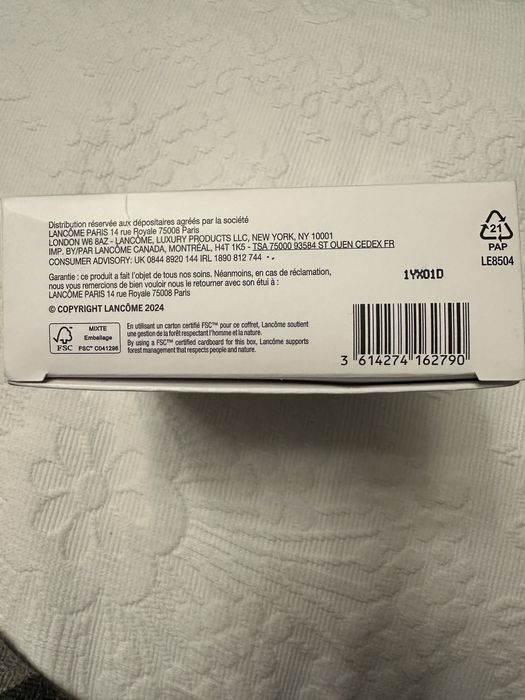 Distribution réservée aux dépositaires agréés par la société
LANCÔME PARIS 14 rue Royale 75008 Paris
LONDON W6 8AZ - LANCÔME, LUXURY PRODUCTS LLC, NEW YORK, NY 10001
IMP. BY/PAR LANCÔME CANADA, MONTRÉAL, H4T 1K5 - TSA 75000 93584 ST OUEN CEDEX FR
CONSUMER ADVISORY: UK 0844 8920 144 IRL 1890 812 744
Garantie : ce produit a fait l'objet de tous nos soins. Néanmoins, en cas de réclamation,
nous vous remercions de bien vouloir nous le retourner avec son étui à :
LANCÔME PARIS 14 rue Royale 75008 PARIS
© COPYRIGHT LANCÔME 2024
FSC
MIXTE
Emballage
FSC™ C041296
En utilisant un carton certifié FSC™ pour ce coffret, Lancôme soutient
une gestion de la forêt respectant l'homme et la nature.
By using a FSC™ certified cardboard for this box, Lancôme supports
forest management that respects people and nature.
21
PAP
LE8504
1YX01D
3 614274 162790